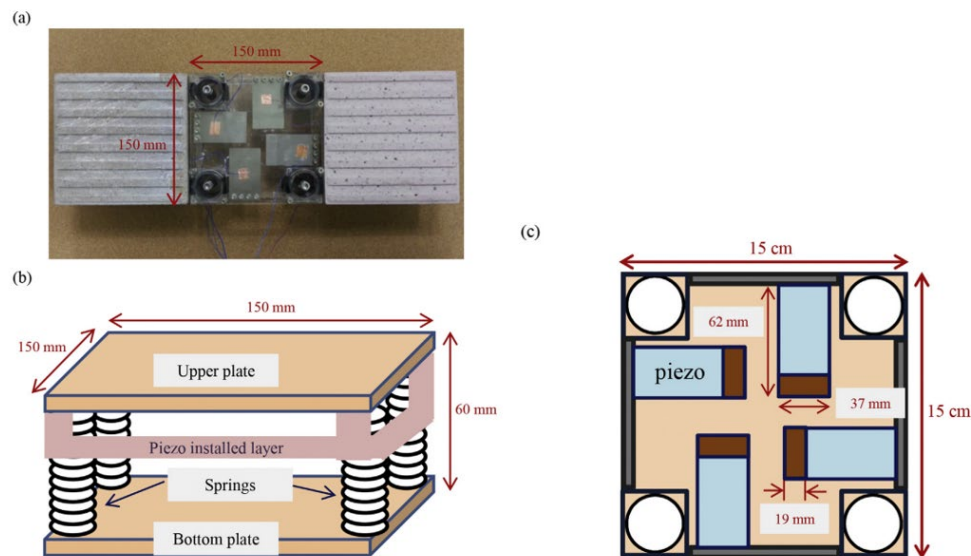 (a)
150 mm
150 mm
(b)
150 mm
150 mm
Upper plate
60 mm
Piezo installed layer
Springs
Bottom plate
(c)
15 cm
62 mm
piezo
37 mm
15 cm
19 mm